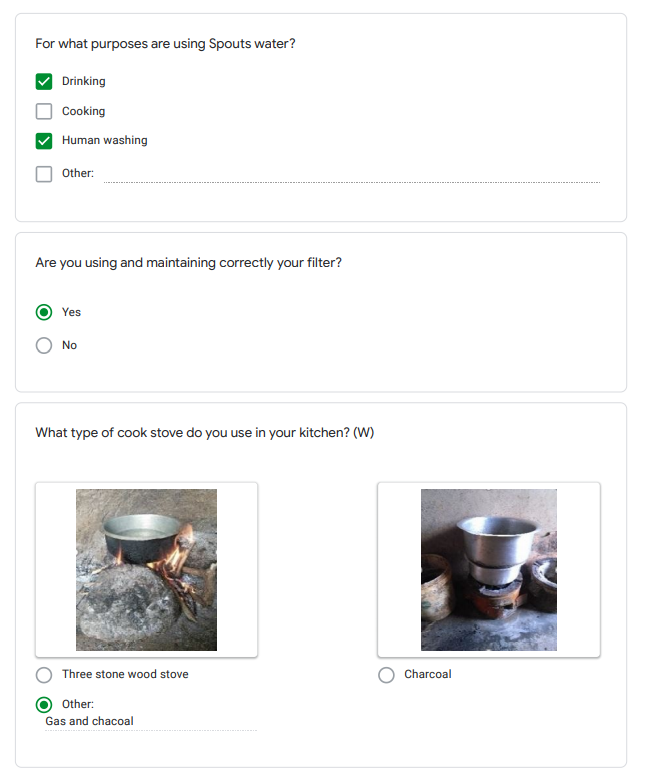 For what purposes are using Spouts water?
Drinking
Cooking
Human washing
Other:
Are you using and maintaining correctly your filter?
Yes
No
What type of cook stove do you use in your kitchen? (W)
Three stone wood stove
Charcoal
Other:
Gas and chacoal